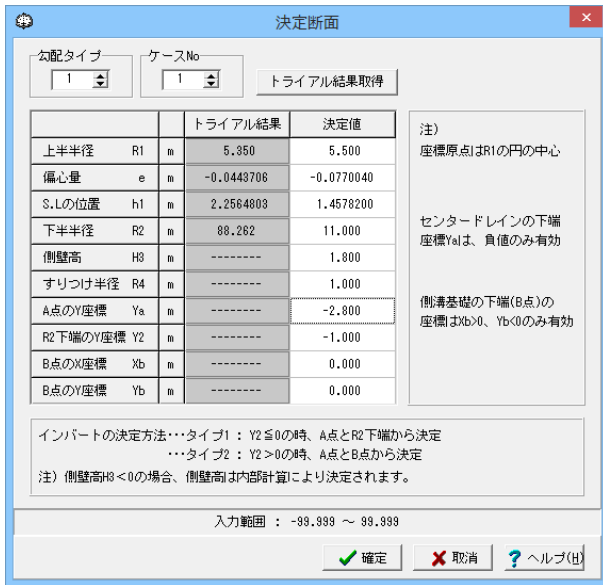 決定断面
勾配タイプ ケースNo
1 1 トライアル結果取得
トライアル結果 決定値
上半半径 R1 m 5.350 5.500
偏心量 e m -0.0443706 -0.0770040
S.Lの位置 h1 m 2.2564803 1.4578200
下半半径 R2 m 88.262 11.000
側壁高 H3 m -------- 1.800
すりつけ半径 R4 m -------- 1.000
A点のY座標 Ya m -------- -2.800
R2下端のY座標 Y2 m -------- -1.000
B点のX座標 Xb m -------- 0.000
B点のY座標 Yb m -------- 0.000
注)
座標原点はR1の円の中心
センタードレインの下端
座標Yaは、負値のみ有効
側溝基礎の下端(B点)の
座標はXb>0、Yb<0のみ有効
インバートの決定方法・・・タイプ1 : Y2≦0の時、A点とR2下端から決定
・・・タイプ2 : Y2>0の時、A点とB点から決定
注) 側壁高H3<0の場合、側壁高は内部計算により決定されます。
入力範囲 : -99.999 ~ 99.999
確定 取消 ヘルプ(H)